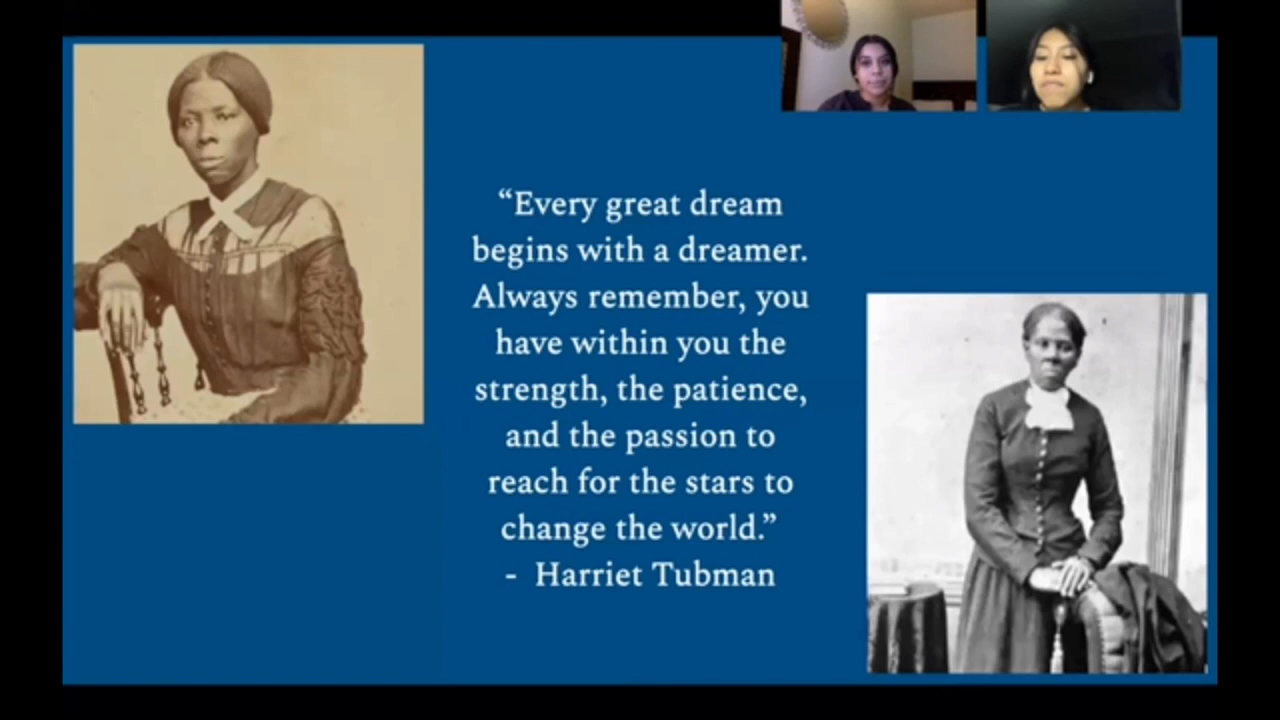 “Every great dream
begins with a dreamer.
Always remember, you
have within you the
strength, the patience,
and the passion to
reach for the stars to
change the world.”
- Harriet Tubman